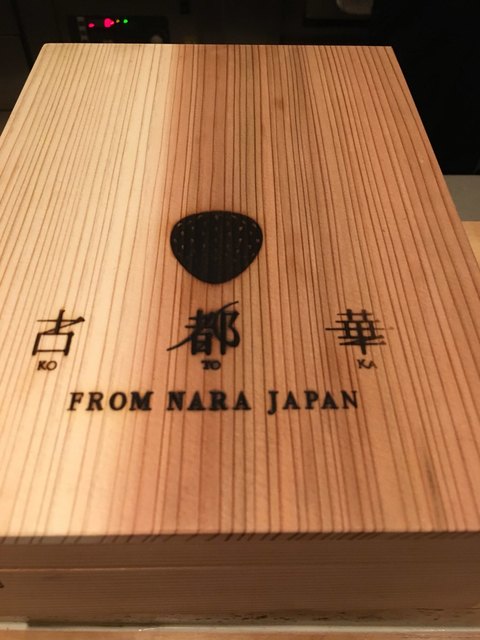 古都華
KO TO KA
FROM NARA JAPAN